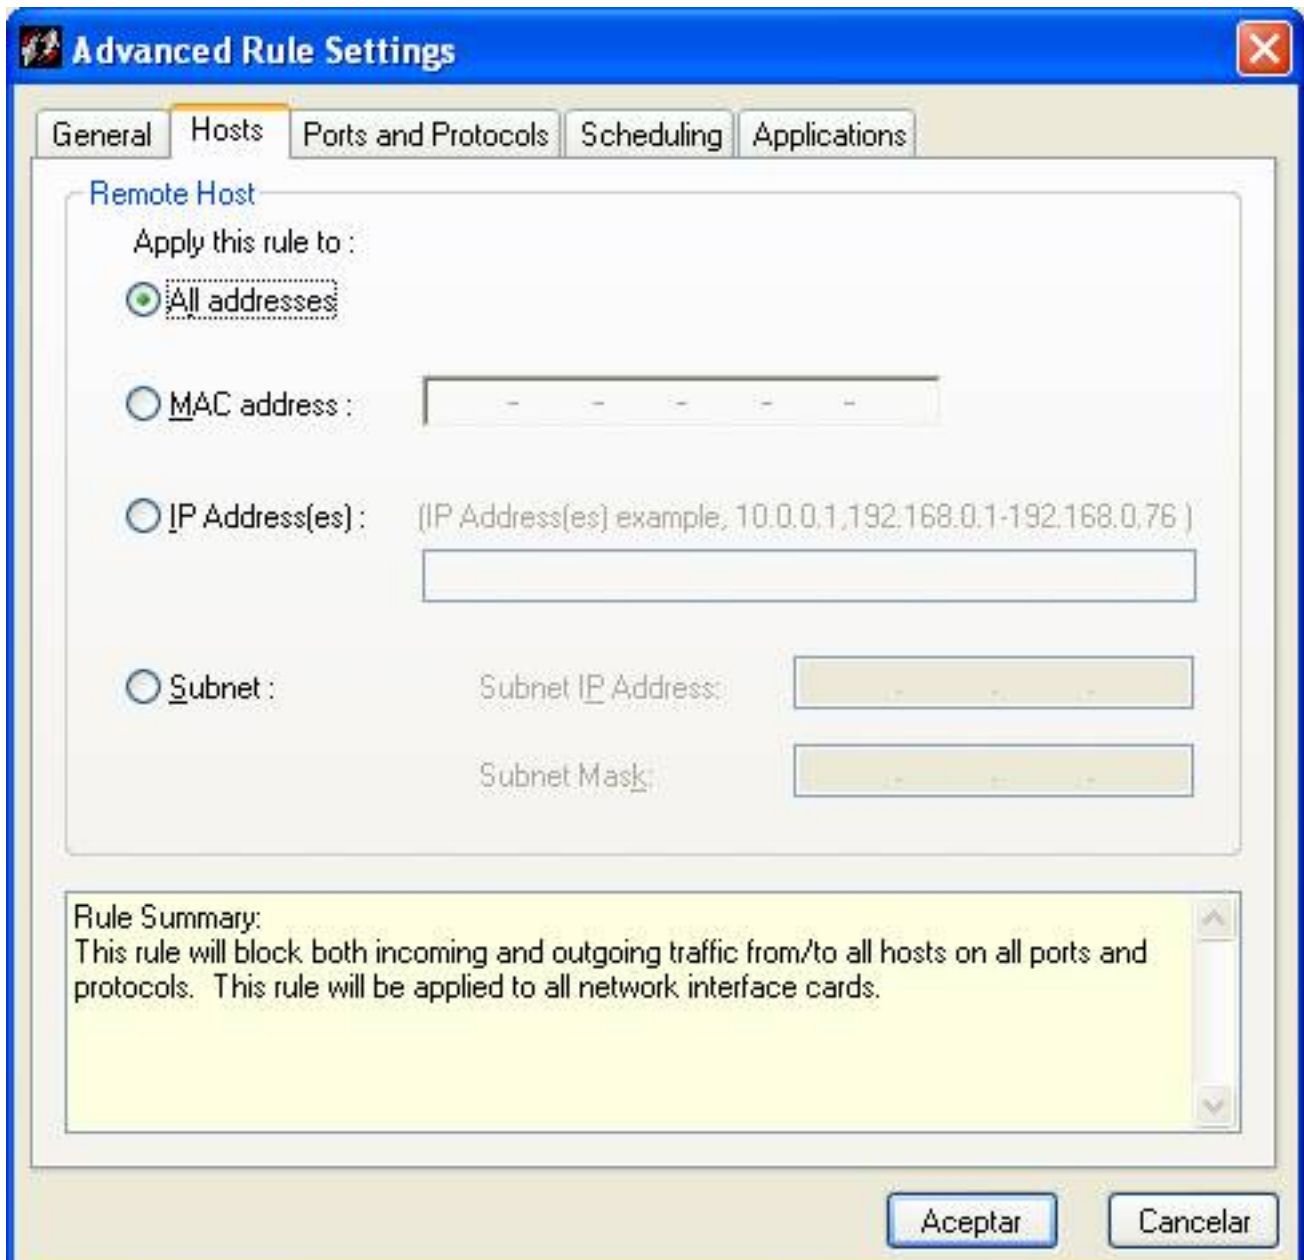 Advanced Rule Settings
General Hosts Ports and Protocols Scheduling Applications
Remote Host
Apply this rule to :
All addresses
MAC address : - - - - -
IP Address(es) : (IP Address(es) example, 10.0.0.1,192.168.0.1-192.168.0.76 )
Subnet : Subnet IP Address: . . .
Subnet Mask: . . .
Rule Summary:
This rule will block both incoming and outgoing traffic from/to all hosts on all ports and
protocols. This rule will be applied to all network interface cards.
Aceptar Cancelar